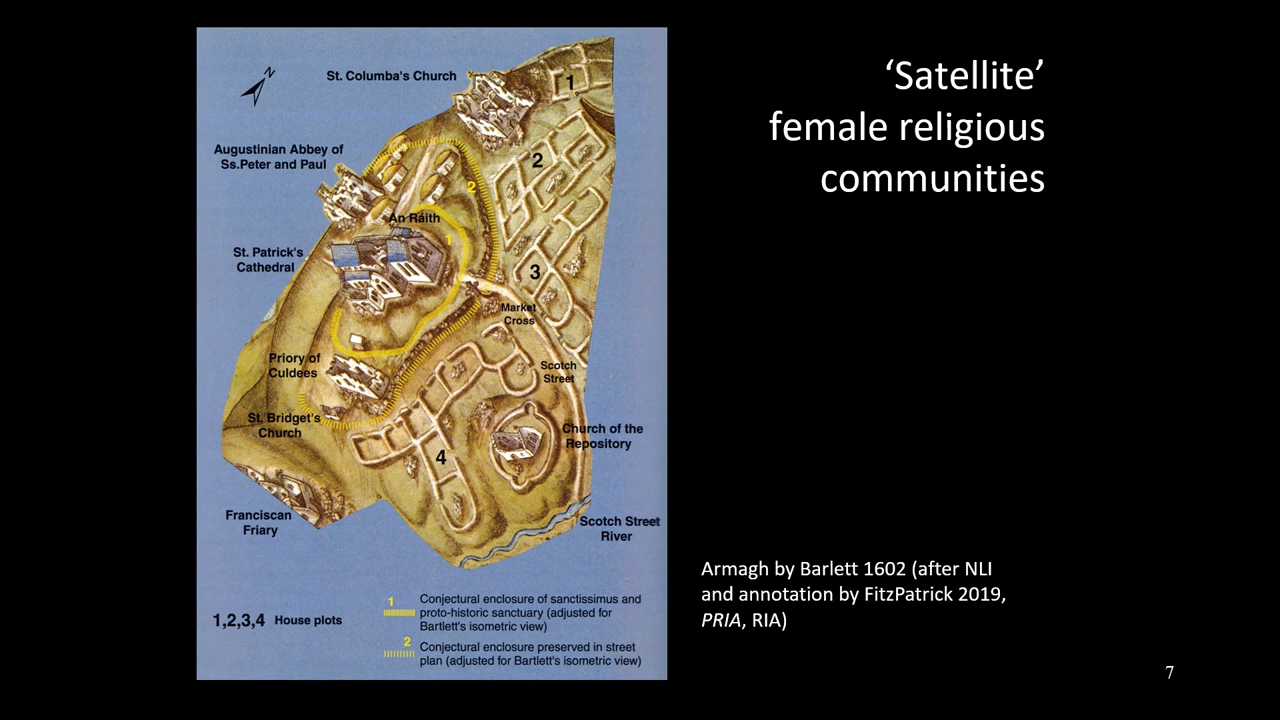 ‘Satellite’
female religious
communities
N
St. Columba's Church
1
Augustinian Abbey of
Ss.Peter and Paul
2
2
An Ráith
1
St. Patrick's
Cathedral
3
Market
Cross
Priory of
Culdees
Scotch
Street
St. Bridget's
Church
Church of the
Repository
4
Franciscan
Friary
Scotch Street
River
1,2,3,4 House plots
1 Conjectural enclosure of sanctissimus and
proto-historic sanctuary (adjusted for
Bartlett's isometric view)
2 Conjectural enclosure preserved in street
plan (adjusted for Bartlett's isometric view)
Armagh by Barlett 1602 (after NLI
and annotation by FitzPatrick 2019,
PRIA, RIA)
7